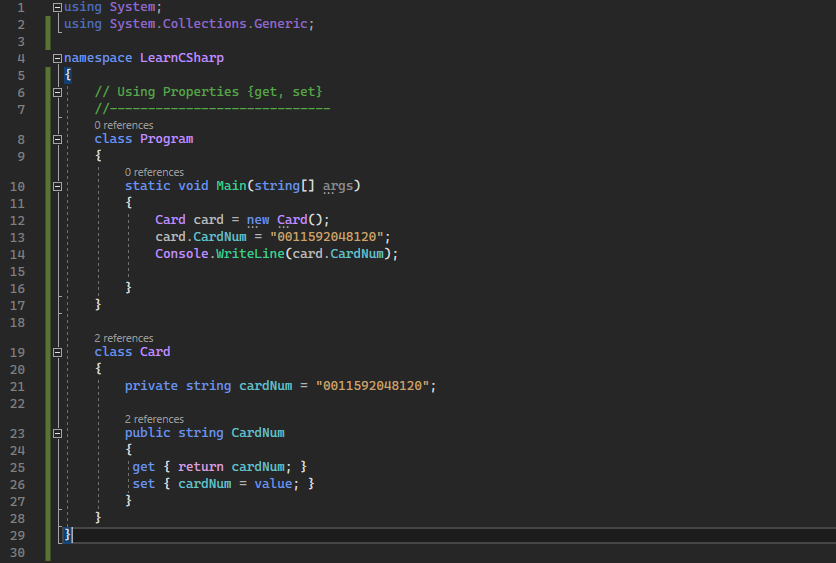 1 using System;
2 using System.Collections.Generic;
3
4 namespace LearnCSharp
5 {
6 // Using Properties {get, set}
7 //-----------------------------
0 references
8 class Program
9 {
0 references
10 static void Main(string[] args)
11 {
12 Card card = new Card();
13 card.CardNum = "0011592048120";
14 Console.WriteLine(card.CardNum);
15
16 }
17 }
18
2 references
19 class Card
20 {
21 private string cardNum = "0011592048120";
22
2 references
23 public string CardNum
24 {
25 get { return cardNum; }
26 set { cardNum = value; }
27 }
28 }
29 }
30